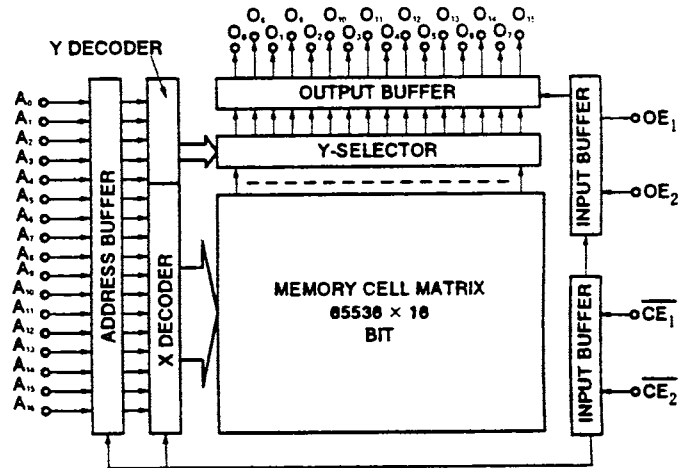 O₈ O₉ O₁₀ O₁₁ O₁₂ O₁₃ O₁₄ O₁₅
O₀ O₁ O₂ O₃ O₄ O₅ O₆ O₇
Y DECODER
OUTPUT BUFFER
Y-SELECTOR
A₀
A₁
A₂
A₃
A₄
A₅
A₆
A₇
A₈
A₉
A₁₀
A₁₁
A₁₂
A₁₃
A₁₄
A₁₅
A₁₆
ADDRESS BUFFER
X DECODER
MEMORY CELL MATRIX
65536 × 16
BIT
INPUT BUFFER
OE₁
OE₂
INPUT BUFFER
C̅E̅₁
C̅E̅₂